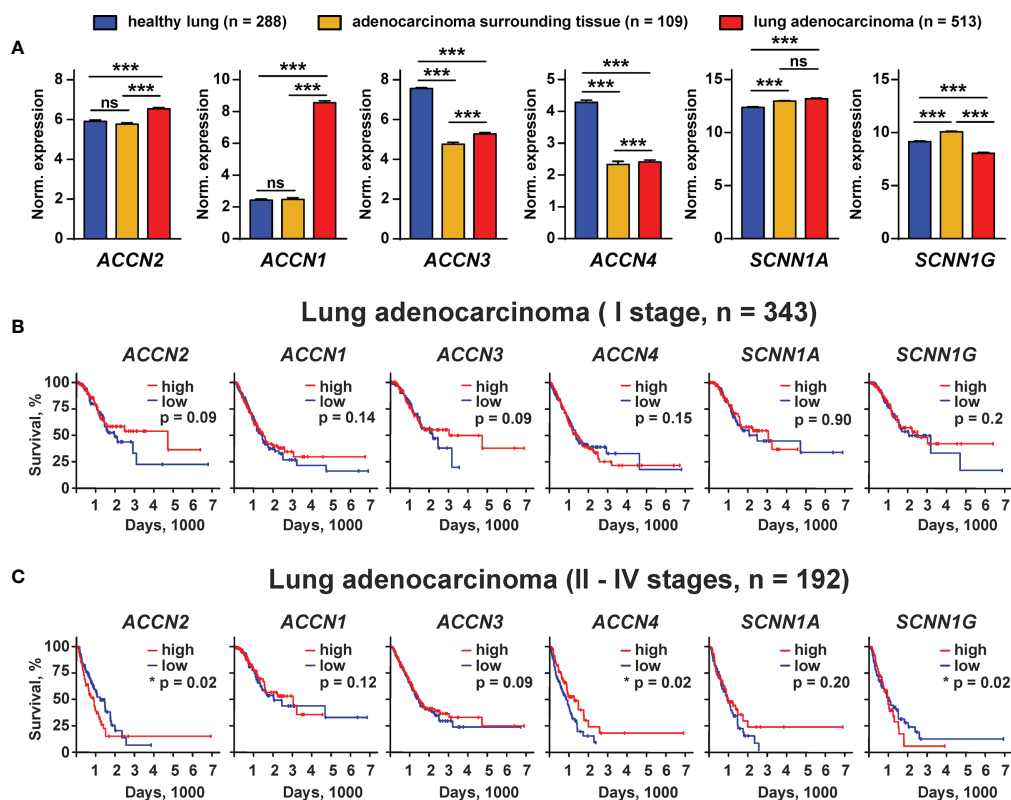 healthy lung (n = 288) adenocarcinoma surrounding tissue (n = 109) lung adenocarcinoma (n = 513)
A
Norm. expression
8
6
4
2
0
*** ns ***
ACCN2
Norm. expression
10
8
6
4
2
0
*** *** ns
ACCN1
Norm. expression
8
6
4
2
0
*** *** ***
ACCN3
Norm. expression
5
4
3
2
1
0
*** *** ***
ACCN4
Norm. expression
15
10
5
0
*** ns ***
SCNN1A
Norm. expression
15
10
5
0
*** *** ***
SCNN1G
B
Lung adenocarcinoma ( I stage, n = 343)
ACCN2 ACCN1 ACCN3 ACCN4 SCNN1A SCNN1G
Survival, %
100
75
50
25
0
high
low
p = 0.09
high
low
p = 0.14
high
low
p = 0.09
high
low
p = 0.15
high
low
p = 0.90
high
low
p = 0.2
1 2 3 4 5 6 7
1 2 3 4 5 6 7
1 2 3 4 5 6 7
1 2 3 4 5 6 7
1 2 3 4 5 6 7
1 2 3 4 5 6 7
Days, 1000 Days, 1000 Days, 1000 Days, 1000 Days, 1000 Days, 1000
C
Lung adenocarcinoma (II - IV stages, n = 192)
ACCN2 ACCN1 ACCN3 ACCN4 SCNN1A SCNN1G
Survival, %
100
75
50
25
0
high
low
* p = 0.02
high
low
p = 0.12
high
low
p = 0.09
high
low
* p = 0.02
high
low
p = 0.20
high
low
* p = 0.02
1 2 3 4 5 6 7
1 2 3 4 5 6 7
1 2 3 4 5 6 7
1 2 3 4 5 6 7
1 2 3 4 5 6 7
1 2 3 4 5 6 7
Days, 1000 Days, 1000 Days, 1000 Days, 1000 Days, 1000 Days, 1000